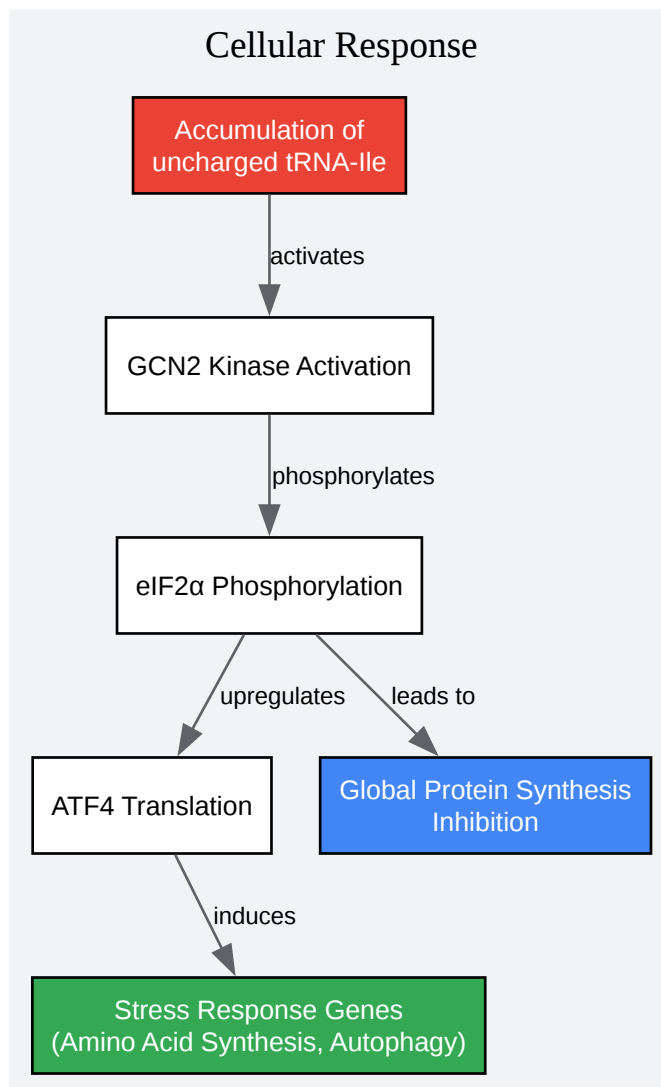 Cellular Response
Accumulation of
uncharged tRNA-Ile
activates
GCN2 Kinase Activation
phosphorylates
eIF2α Phosphorylation
upregulates
leads to
ATF4 Translation
Global Protein Synthesis
Inhibition
induces
Stress Response Genes
(Amino Acid Synthesis, Autophagy)